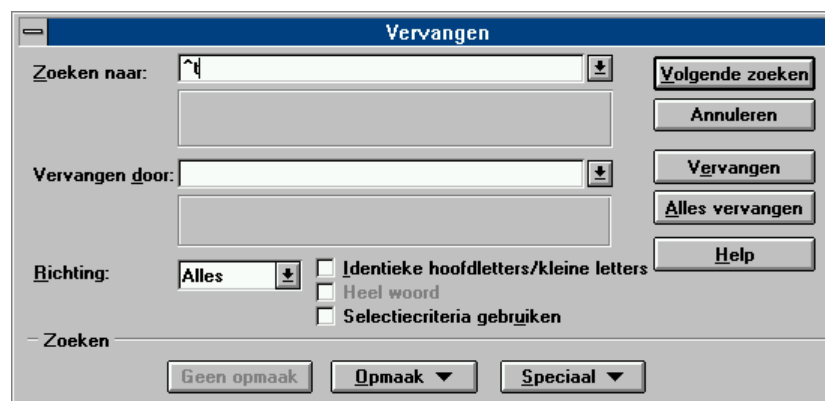 Vervangen
Zoeken naar: ^t
Volgende zoeken
Annuleren
Vervangen door:
Vervangen
Alles vervangen
Help
Richting: Alles
Identieke hoofdletters/kleine letters
Heel woord
Selectiecriteria gebruiken
Zoeken
Geen opmaak Opmaak Speciaal